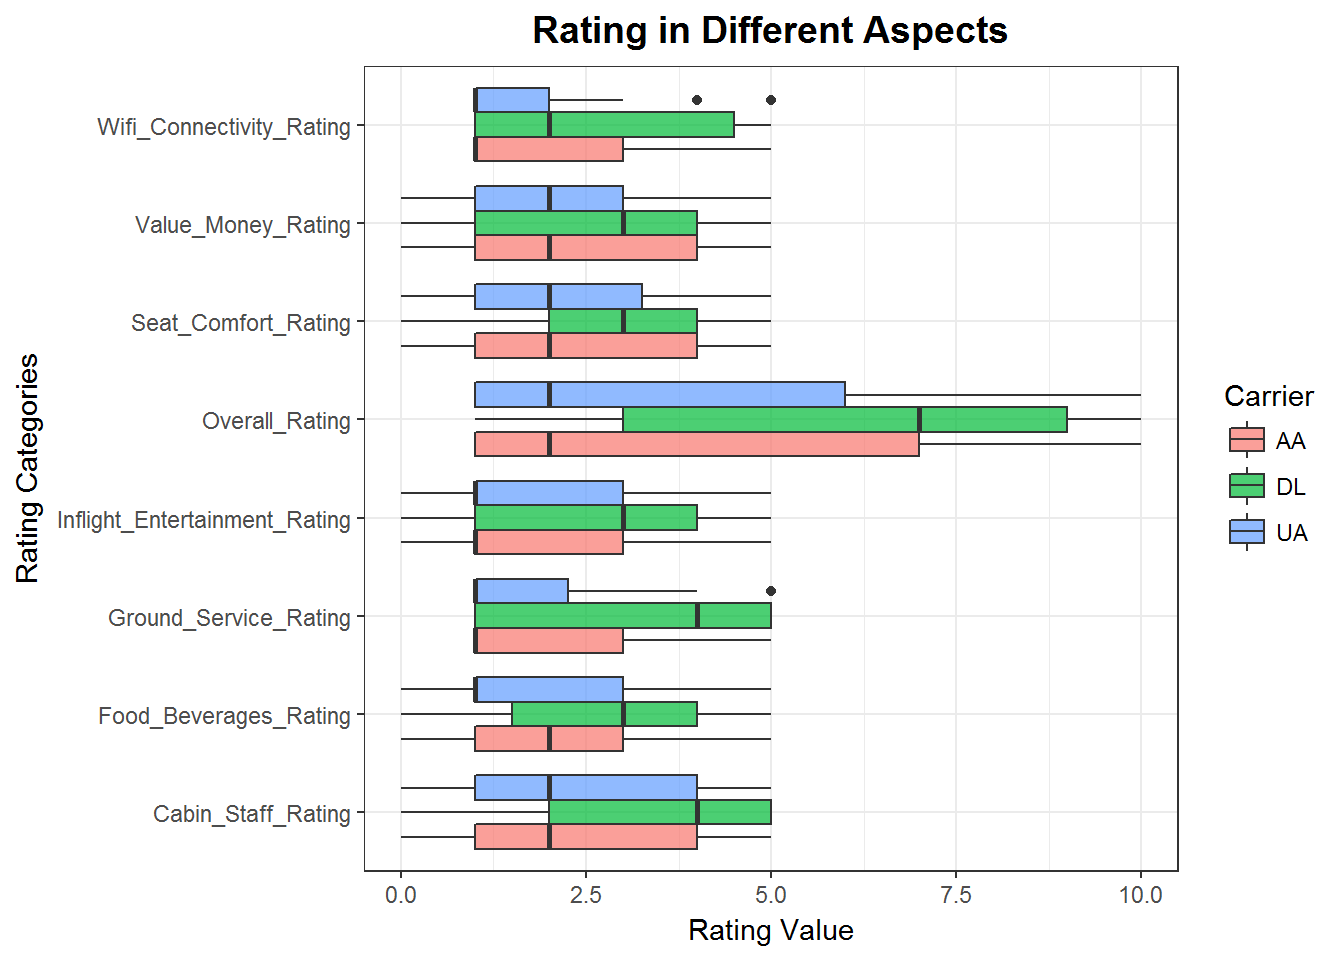 Rating in Different Aspects
Rating Categories
Wifi_Connectivity_Rating
Value_Money_Rating
Seat_Comfort_Rating
Overall_Rating
Inflight_Entertainment_Rating
Ground_Service_Rating
Food_Beverages_Rating
Cabin_Staff_Rating
0.0 2.5 5.0 7.5 10.0
Rating Value
Carrier
AA
DL
UA